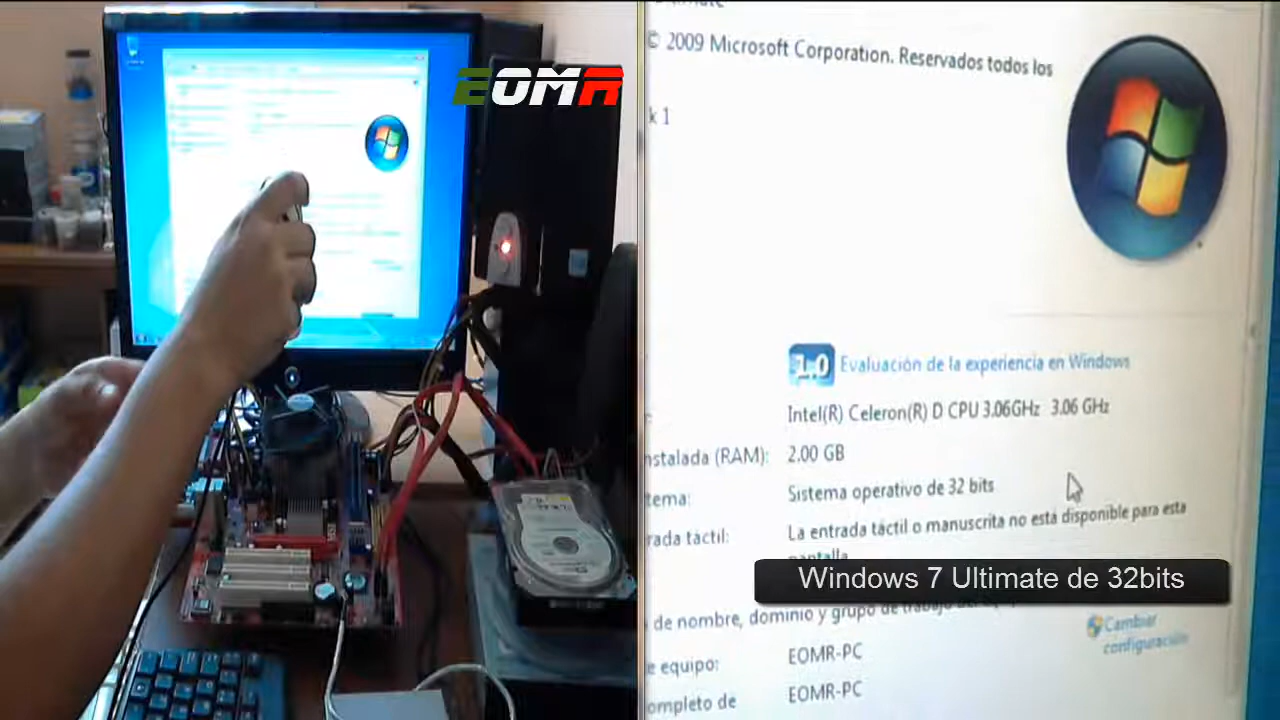 EOMR
© 2009 Microsoft Corporation. Reservados todos los
k 1
1.0 Evaluación de la experiencia en Windows
Intel(R) Celeron(R) D CPU 3.06GHz 3.06 GHz
nstalada (RAM): 2.00 GB
tema: Sistema operativo de 32 bits
rada táctil: La entrada táctil o manuscrita no está disponible para esta
pantalla
Windows 7 Ultimate de 32bits
de nombre, dominio y grupo de trabajo del
Cambiar
configuración
e equipo: EOMR-PC
ompleto de EOMR-PC